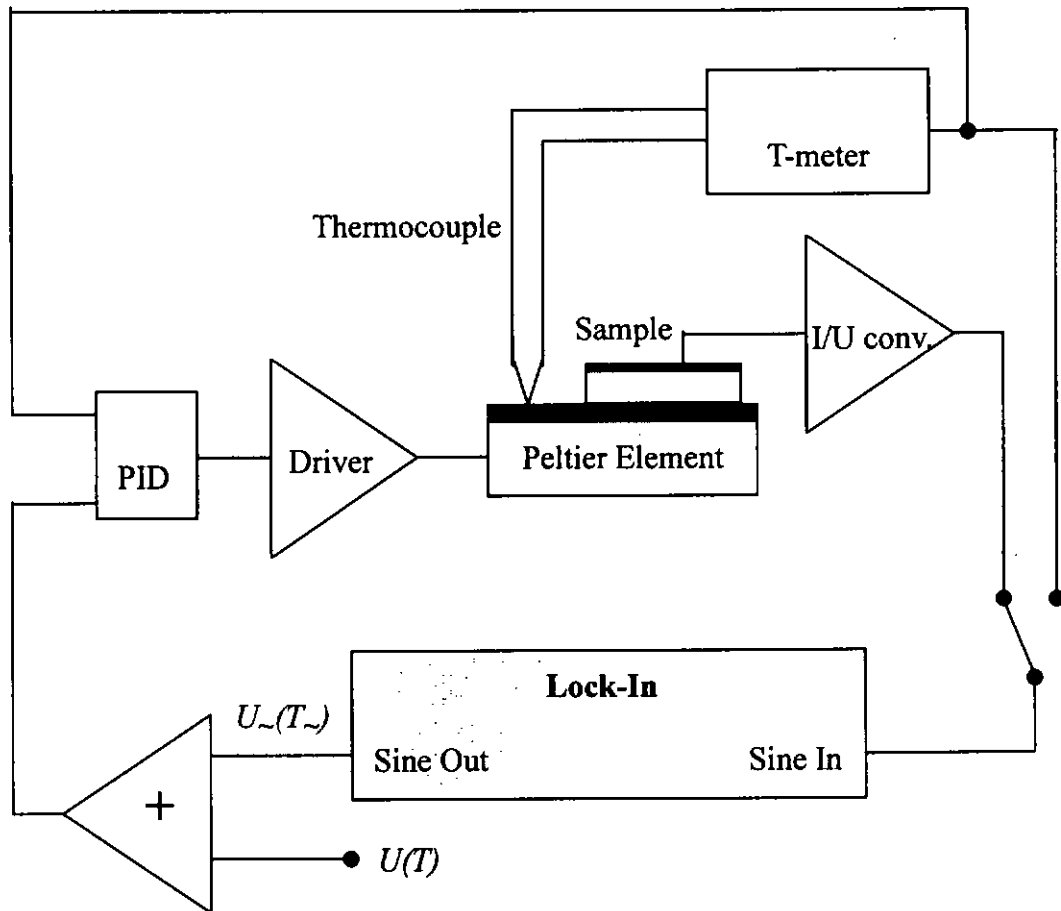 T-meter
Thermocouple
Sample
I/U conv.
PID
Driver
Peltier Element
Lock-In
U~(T~)
Sine Out
Sine In
+
U(T)